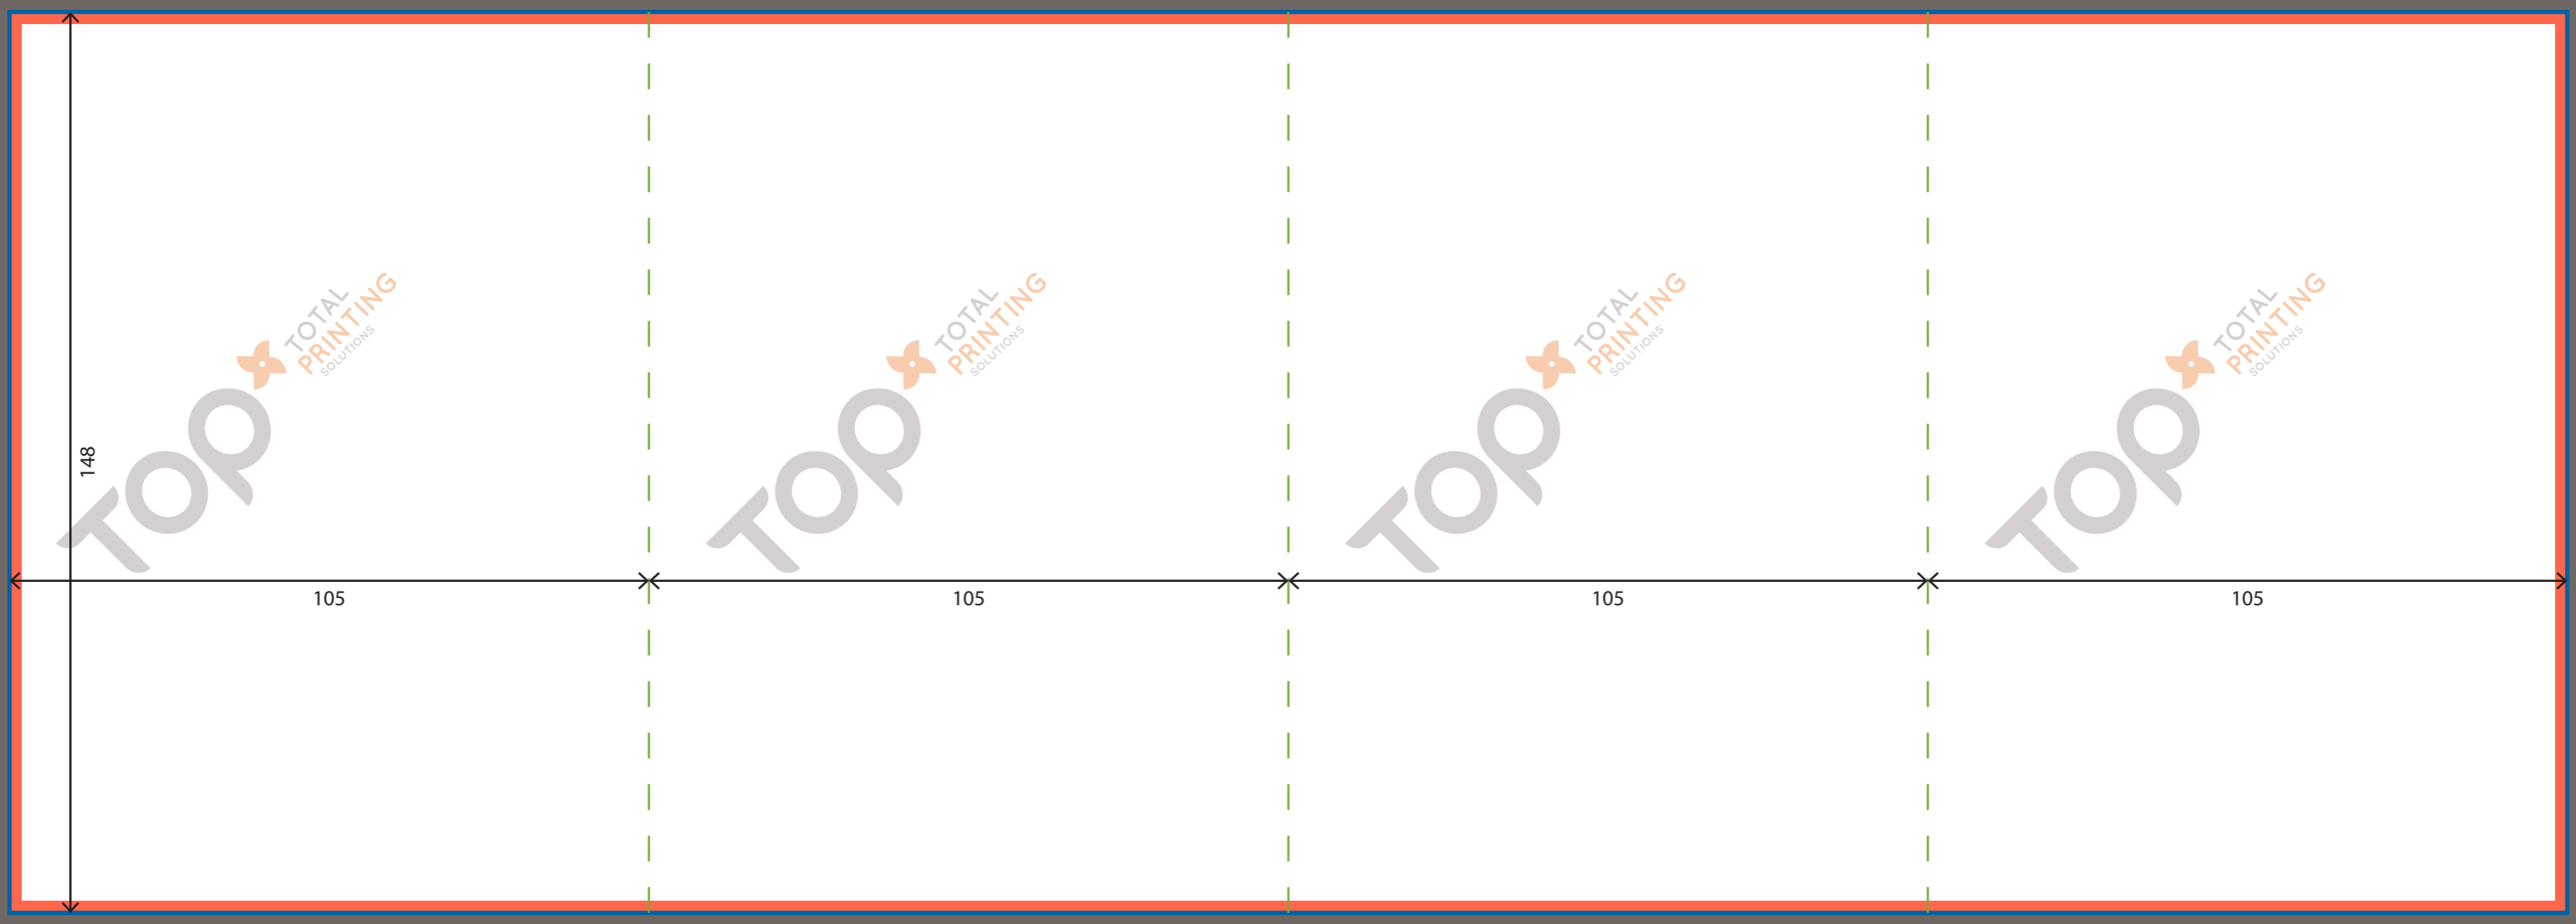 TOTAL
PRINTING
SOLUTIONS
Top
TOTAL
PRINTING
SOLUTIONS
Top
TOTAL
PRINTING
SOLUTIONS
Top
TOTAL
PRINTING
SOLUTIONS
Top
148
105
105
105
105